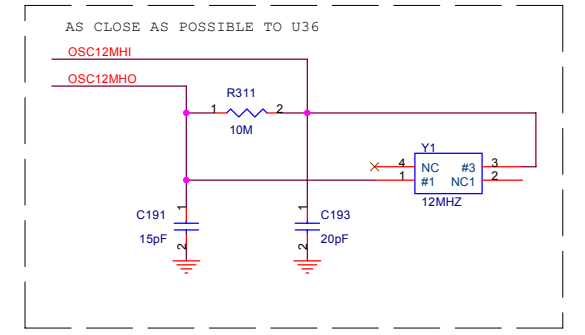 AS CLOSE AS POSSIBLE TO U36
OSC12MHI
OSC12MHO
R311
1 2
10M
Y1
4 NC #3 3
1 #1 NC1 2
12MHZ
1 1
C191 C193
15pF 20pF
2 2